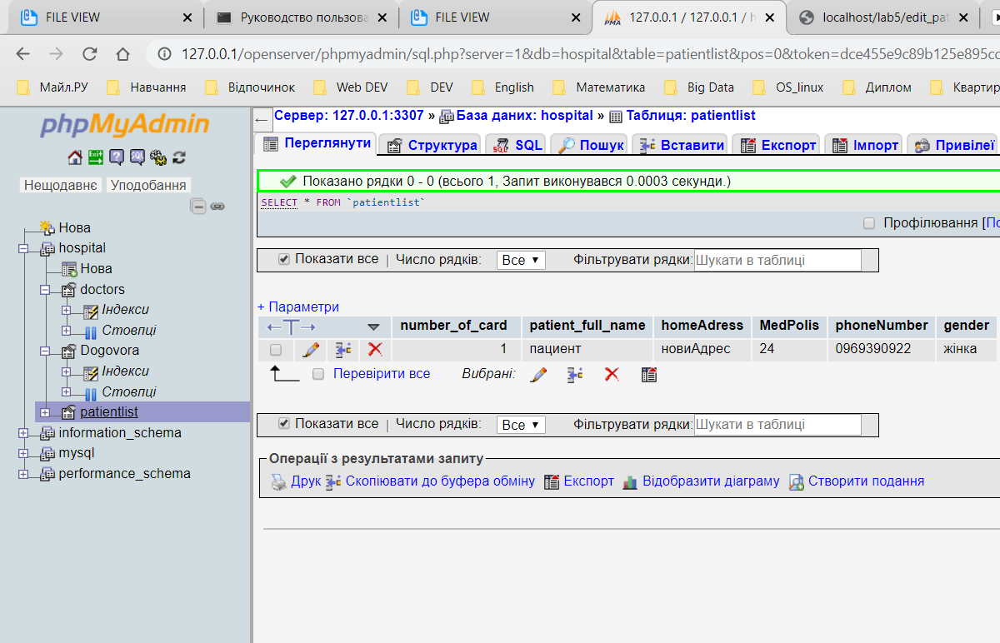 FILE VIEW
Руководство пользова
FILE VIEW
127.0.0.1 / 127.0.0.1 / h
localhost/lab5/edit_pat
127.0.0.1/openserver/phpmyadmin/sql.php?server=1&db=hospital&table=patientlist&pos=0&token=dce455e9c89b125e895cc
Майл.РУ Навчання Відпочинок Web DEV DEV English Математика Big Data OS_linux Диплом Квартир
phpMyAdmin
Нещодавнє Уподобання
Нова
hospital
Нова
doctors
Індекси
Стовпці
Dogovora
Індекси
Стовпці
patientlist
information_schema
mysql
performance_schema
Сервер: 127.0.0.1:3307 » База даних: hospital » Таблиця: patientlist
Переглянути Структура SQL Пошук Вставити Експорт Імпорт Привілеї
Показано рядки 0 - 0 (всього 1, Запит виконувався 0.0003 секунди.)
SELECT * FROM `patientlist`
Профілювання [По
Показати все | Число рядків: Все Фільтрувати рядки: Шукати в таблиці
+ Параметри
←T→ number_of_card patient_full_name homeAdress MedPolis phoneNumber gender
1 пациент новиАдрес 24 0969390922 жінка
Перевірити все Вибрані:
Показати все | Число рядків: Все Фільтрувати рядки: Шукати в таблиці
Операції з результатами запиту
Друк Скопіювати до буфера обміну Експорт Відобразити діаграму Створити подання